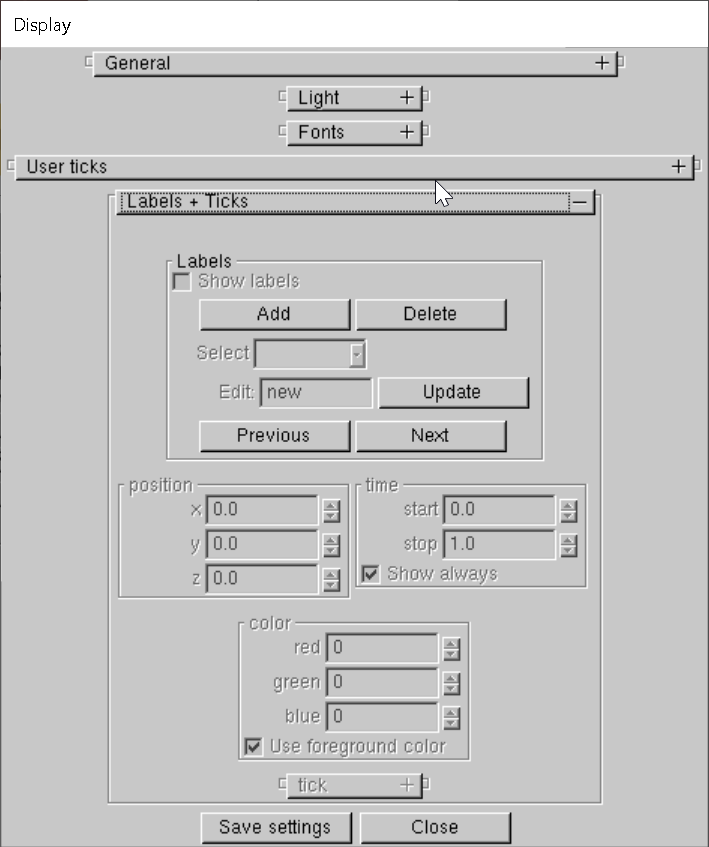 Display
General +
Light +
Fonts +
User ticks +
Labels + Ticks −
Labels
Show labels
Add Delete
Select
Edit: new Update
Previous Next
position time
x 0.0 start 0.0
y 0.0 stop 1.0
z 0.0 Show always
color
red 0
green 0
blue 0
Use foreground color
tick +
Save settings Close